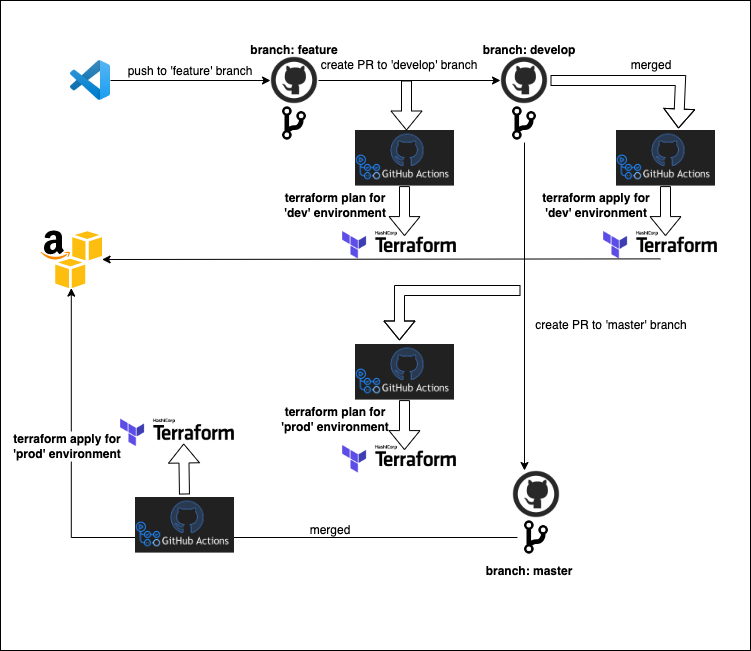 branch: feature
branch: develop
push to 'feature' branch
create PR to 'develop' branch
merged
GitHub Actions
GitHub Actions
terraform plan for
'dev' environment
terraform apply for
'dev' environment
HashiCorp
Terraform
HashiCorp
Terraform
a
create PR to 'master' branch
GitHub Actions
terraform plan for
'prod' environment
HashiCorp
Terraform
terraform apply for
'prod' environment
HashiCorp
Terraform
GitHub Actions
merged
branch: master